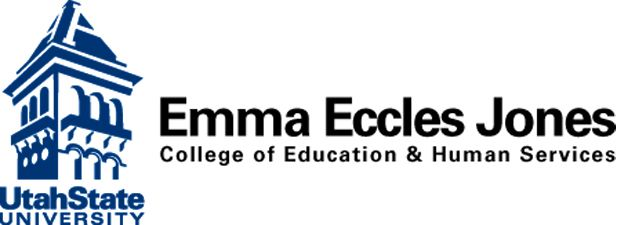 Emma Eccles Jones
College of Education & Human Services
UtahState
UNIVERSITY